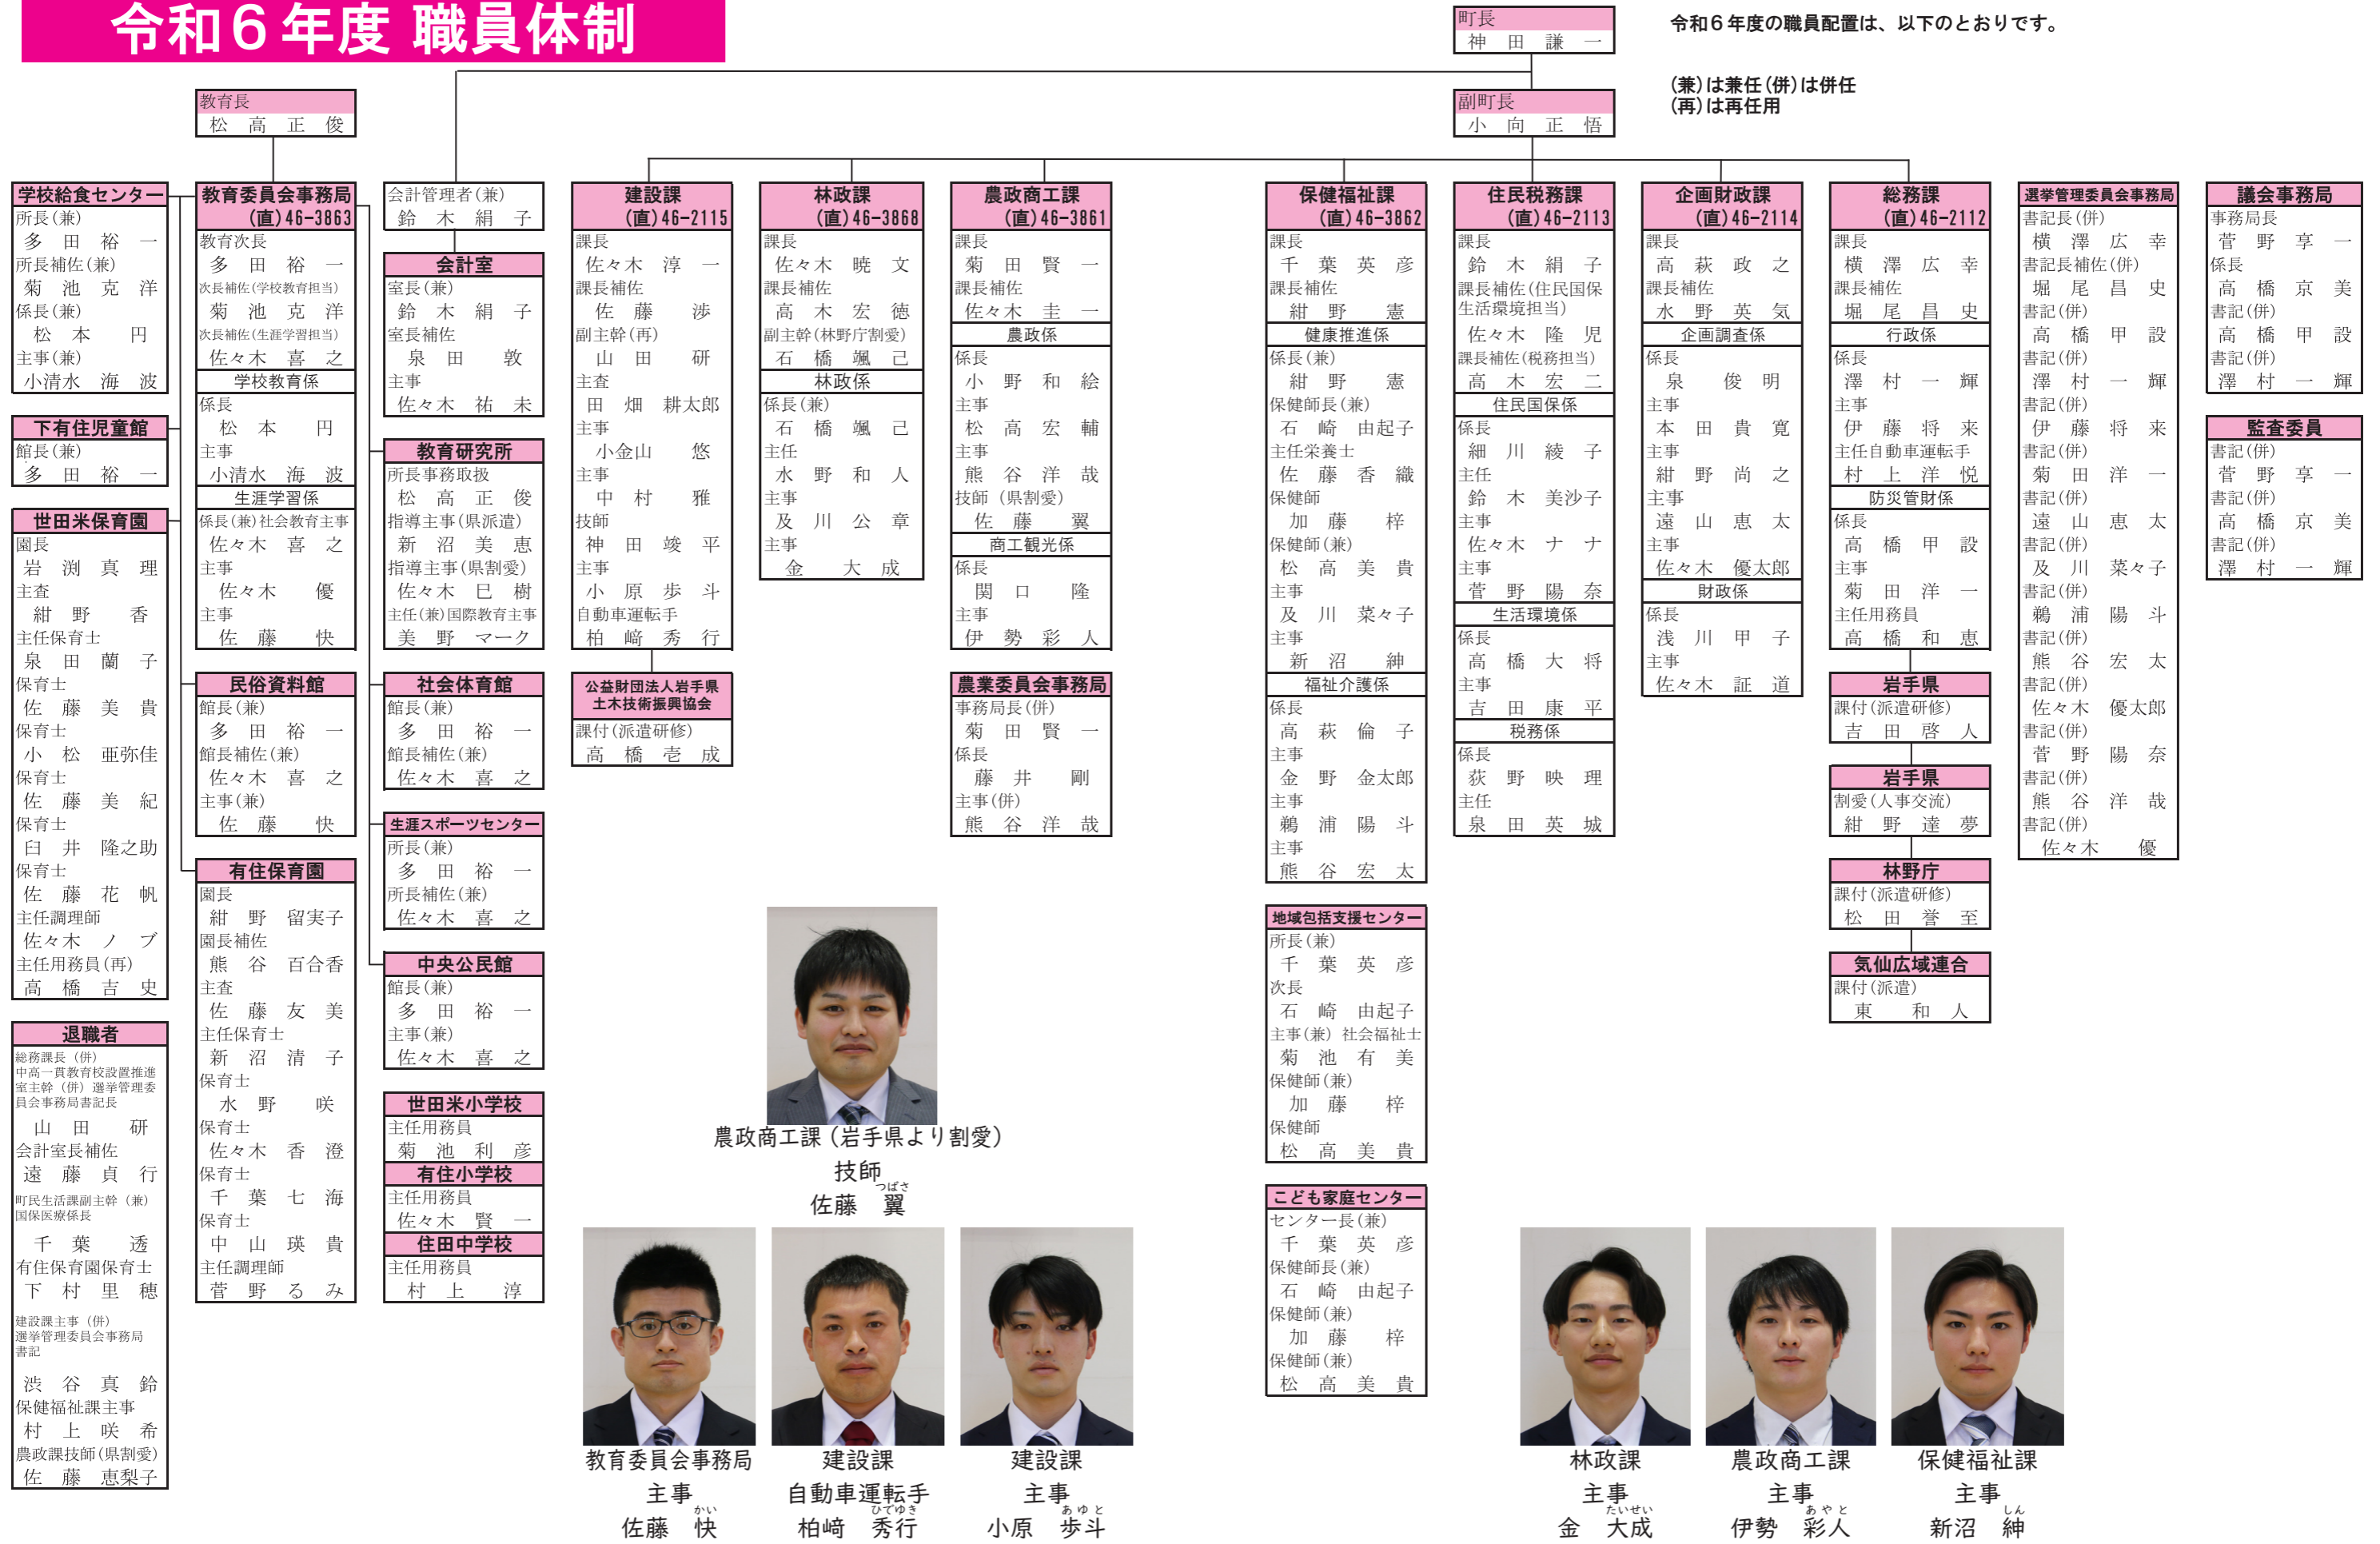 令和６年度 職員体制
町長
神田謙一
令和６年度の職員配置は、以下のとおりです。
(兼)は兼任(併)は併任
(再)は再任用
副町長
小向正悟
教育長
松高正俊
学校給食センター
所長(兼)
多田裕一
所長補佐(兼)
菊池克洋
係長(兼)
松本円
主事(兼)
小清水海波
下有住児童館
館長(兼)
多田裕一
世田米保育園
園長
岩渕真理
主査
紺野香
主任保育士
泉田蘭子
保育士
佐藤美貴
保育士
小松亜弥佳
保育士
佐藤美紀
保育士
臼井隆之助
保育士
佐藤花帆
主任調理師
佐々木ノブ
主任用務員(再)
高橋吉史
退職者
総務課長（併）
中高一貫教育校設置推進
室主幹（併）選挙管理委
員会事務局書記長
山田研
会計室長補佐
遠藤貞行
町民生活課副主幹（兼）
国保医療係長
千葉透
有住保育園保育士
下村里穂
建設課主事（併）
選挙管理委員会事務局
書記
渋谷真鈴
保健福祉課主事
村上咲希
農政課技師(県割愛)
佐藤恵梨子
教育委員会事務局
(直)46-3863
教育次長
多田裕一
次長補佐(学校教育担当)
菊池克洋
次長補佐(生涯学習担当)
佐々木喜之
学校教育係
係長
松本円
主事
小清水海波
生涯学習係
係長(兼)社会教育主事
佐々木喜之
主事
佐々木優
主事
佐藤快
民俗資料館
館長(兼)
多田裕一
館長補佐(兼)
佐々木喜之
主事(兼)
佐藤快
有住保育園
園長
紺野留実子
園長補佐
熊谷百合香
主査
佐藤友美
主任保育士
新沼清子
保育士
水野咲
保育士
佐々木香澄
保育士
千葉七海
保育士
中山瑛貴
主任調理師
菅野るみ
会計管理者(兼)
鈴木絹子
会計室
室長(兼)
鈴木絹子
室長補佐
泉田敦
主事
佐々木祐未
教育研究所
所長事務取扱
松高正俊
指導主事(県派遣)
新沼美恵
指導主事(県割愛)
佐々木巳樹
主任(兼)国際教育主事
美野マーク
社会体育館
館長(兼)
多田裕一
館長補佐(兼)
佐々木喜之
生涯スポーツセンター
所長(兼)
多田裕一
所長補佐(兼)
佐々木喜之
中央公民館
館長(兼)
多田裕一
主事(兼)
佐々木喜之
世田米小学校
主任用務員
菊池利彦
有住小学校
主任用務員
佐々木賢一
住田中学校
主任用務員
村上淳
建設課
(直)46-2115
課長
佐々木淳一
課長補佐
佐藤渉
副主幹(再)
山田研
主査
田畑耕太郎
主事
小金山悠
主事
中村雅
技師
神田竣平
主事
小原歩斗
自動車運転手
柏﨑秀行
公益財団法人岩手県
土木技術振興協会
課付(派遣研修)
高橋壱成
林政課
(直)46-3868
課長
佐々木暁文
課長補佐
高木宏徳
副主幹(林野庁割愛)
石橋颯己
林政係
係長(兼)
石橋颯己
主任
水野和人
主事
及川公章
主事
金大成
農政商工課
(直)46-3861
課長
菊田賢一
課長補佐
佐々木圭一
農政係
係長
小野和絵
主事
松高宏輔
主事
熊谷洋哉
技師（県割愛）
佐藤翼
商工観光係
係長
関口隆
主事
伊勢彩人
農業委員会事務局
事務局長(併)
菊田賢一
係長
藤井剛
主事(併)
熊谷洋哉
保健福祉課
(直)46-3862
課長
千葉英彦
課長補佐
紺野憲
健康推進係
係長(兼)
紺野憲
保健師長(兼)
石崎由起子
主任栄養士
佐藤香織
保健師
加藤梓
保健師(兼)
松高美貴
主事
及川菜々子
主事
新沼紳
福祉介護係
係長
高萩倫子
主事
金野金太郎
主事
鵜浦陽斗
主事
熊谷宏太
地域包括支援センター
所長(兼)
千葉英彦
次長
石崎由起子
主事(兼) 社会福祉士
菊池有美
保健師(兼)
加藤梓
保健師
松高美貴
こども家庭センター
センター長(兼)
千葉英彦
保健師長(兼)
石崎由起子
保健師(兼)
加藤梓
保健師(兼)
松高美貴
住民税務課
(直)46-2113
課長
鈴木絹子
課長補佐(住民国保
生活環境担当)
佐々木隆児
課長補佐(税務担当)
高木宏二
住民国保係
係長
細川綾子
主任
鈴木美沙子
主事
佐々木ナナ
主事
菅野陽奈
生活環境係
係長
高橋大将
主事
吉田康平
税務係
係長
荻野映理
主任
泉田英城
企画財政課
(直)46-2114
課長
高萩政之
課長補佐
水野英気
企画調査係
係長
泉俊明
主事
本田貴寛
紺野尚之
主事
遠山恵太
主事
佐々木優太郎
財政係
係長
浅川甲子
主事
佐々木証道
総務課
(直)46-2112
課長
横澤広幸
課長補佐
堀尾昌史
行政係
係長
澤村一輝
主事
伊藤将来
主任自動車運転手
村上洋悦
防災管財係
係長
高橋甲設
主事
菊田洋一
主任用務員
高橋和恵
岩手県
課付(派遣研修)
吉田啓人
岩手県
割愛(人事交流)
紺野達夢
林野庁
課付(派遣研修)
松田誉至
気仙広域連合
課付(派遣)
東和人
選挙管理委員会事務局
書記長(併)
横澤広幸
書記長補佐(併)
堀尾昌史
書記(併)
高橋甲設
書記(併)
澤村一輝
書記(併)
伊藤将来
書記(併)
菊田洋一
書記(併)
遠山恵太
書記(併)
及川菜々子
書記(併)
鵜浦陽斗
書記(併)
熊谷宏太
書記(併)
佐々木優太郎
書記(併)
菅野陽奈
書記(併)
熊谷洋哉
書記(併)
佐々木優
議会事務局
事務局長
菅野享一
係長
高橋京美
書記(併)
高橋甲設
書記(併)
澤村一輝
監査委員
書記(併)
菅野享一
書記(併)
高橋京美
書記(併)
澤村一輝
農政商工課（岩手県より割愛）
技師
つばさ
佐藤　翼
教育委員会事務局
主事
かい
佐藤　快
建設課
自動車運転手
ひでゆき
柏﨑　秀行
建設課
主事
あゆと
小原　歩斗
林政課
主事
たいせい
金　大成
農政商工課
主事
あやと
伊勢　彩人
保健福祉課
主事
しん
新沼　紳